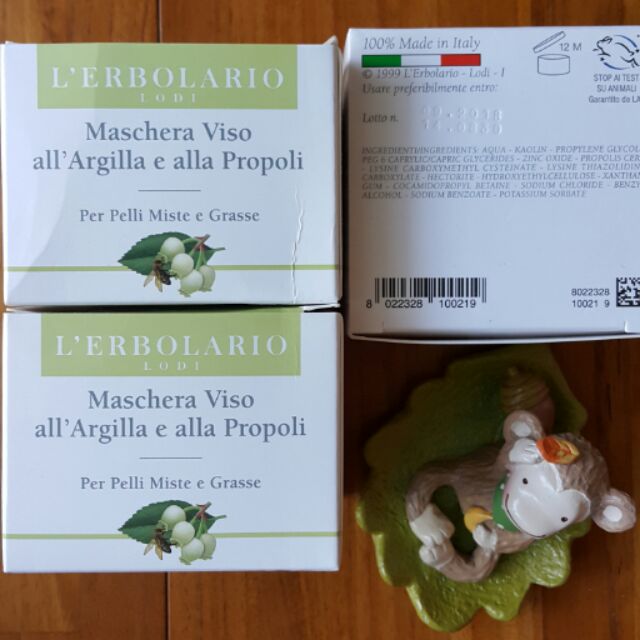 L'ERBOLARIO
LODI
Maschera Viso
all'Argilla e alla Propoli
Per Pelli Miste e Grasse
L'ERBOLARIO
LODI
Maschera Viso
all'Argilla e alla Propoli
Per Pelli Miste e Grasse
100% Made in Italy
© 1999 L'Erbolario - Lodi - I
Usare preferibilmente entro:
Lotto n.
12 M
STOP AI TEST
SU ANIMALI
Garantito da
INGREDIENTI/INGREDIENTS: AQUA - KAOLIN - PROPYLENE GLYCOL
PEG 6 CAPRYLIC/CAPRIC GLYCERIDES - ZINC OXIDE - PROPOLIS
- LYSINE CARBOXYMETHYL CYSTEINATE - LYSINE THIAZOLIDIN
CARBOXYLATE - HECTORITE - HYDROXYETHYLCELLULOSE - XANTHAN
GUM - COCAMIDOPROPYL BETAINE - SODIUM CHLORIDE -
ALCOHOL - SODIUM BENZOATE - POTASSIUM SORBATE
8 022328 100219
8022328
10021 9